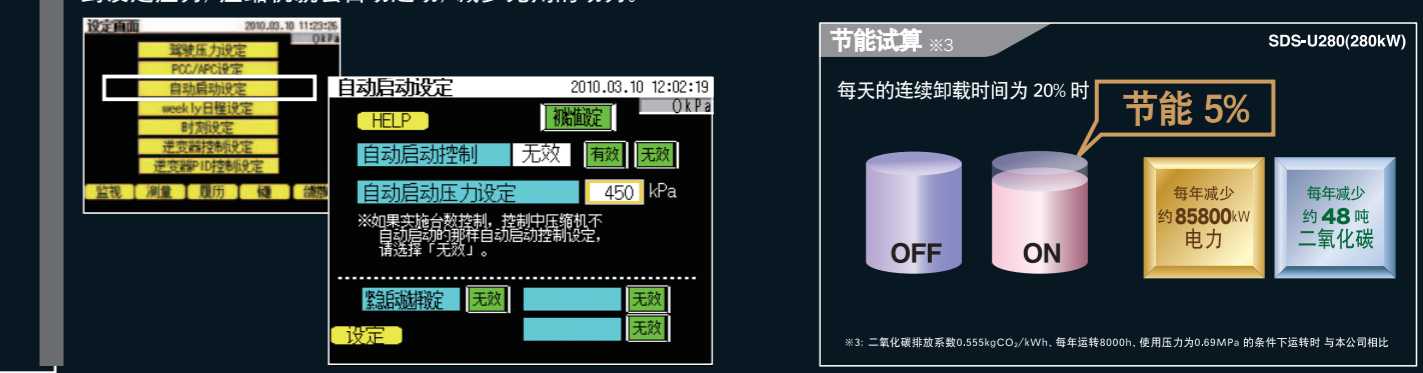 设定画面
2010.03.10 11:23:26
0kPa
驾驶压力设定
PCC/APC设定
自动启动设定
weekly日程设定
时刻设定
逆变器控制设定
逆变器PID控制设定
监视 测量 履历 键
自动启动设定
2010.03.10 12:02:19
0kPa
HELP
初始值设定
自动启动控制 无效 有效 无效
自动启动压力设定 450 kPa
※如果实施台数控制，控制中压缩机不
自动启动的那样自动启动控制设定，
请选择「无效」。
紧急启动选择设定 无效 无效
无效
设定
节能试算 ※3
SDS-U280(280kW)
每天的连续卸载时间为 20% 时
节能 5%
OFF
ON
每年减少
约85800kW
电力
每年减少
约 48 吨
二氧化碳
※3: 二氧化碳排放系数0.555kgCO₂/kWh、每年运转8000h、使用压力为0.69MPa 的条件下运转时 与本公司相比